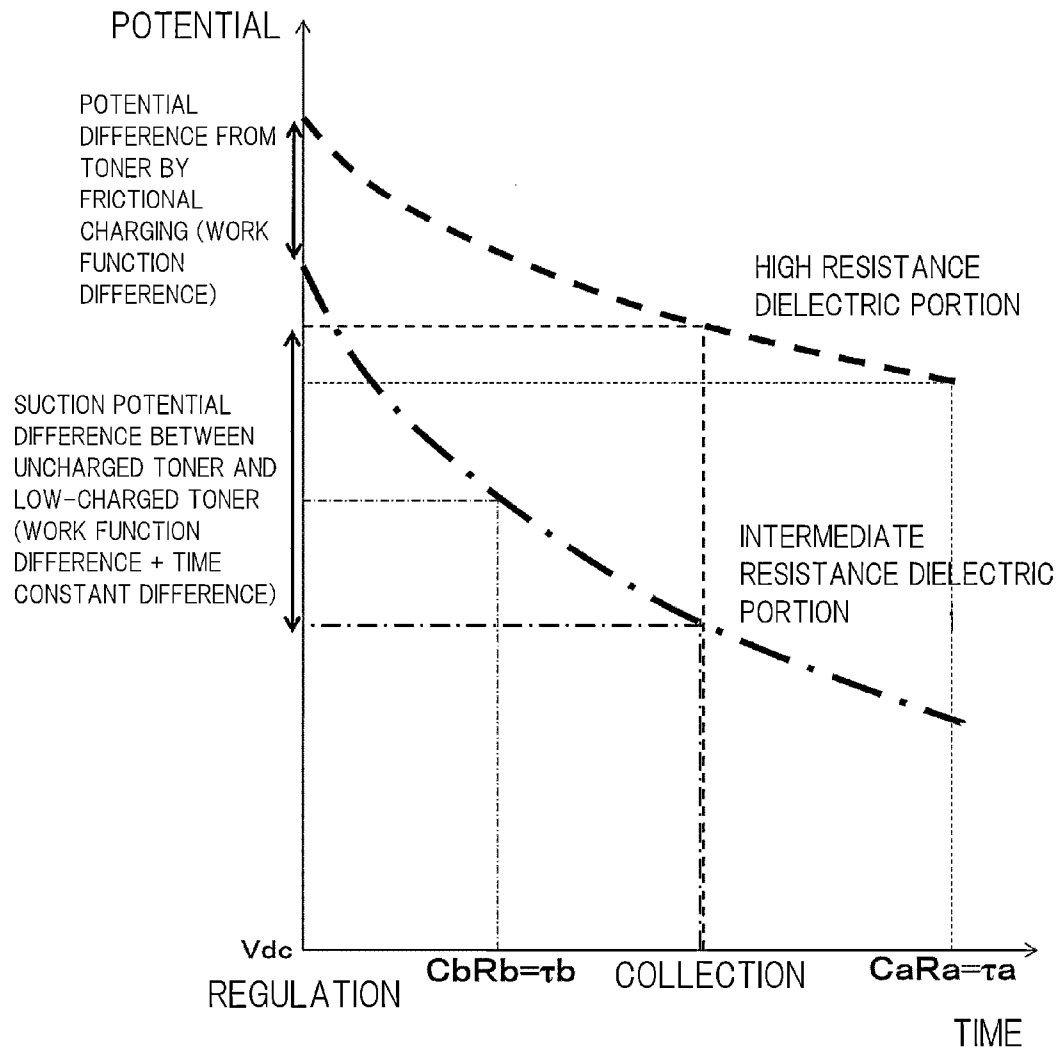 POTENTIAL
POTENTIAL
DIFFERENCE FROM
TONER BY
FRICTIONAL
CHARGING (WORK
FUNCTION
DIFFERENCE)
HIGH RESISTANCE
DIELECTRIC PORTION
SUCTION POTENTIAL
DIFFERENCE BETWEEN
UNCHARGED TONER AND
LOW-CHARGED TONER
(WORK FUNCTION
DIFFERENCE + TIME
CONSTANT DIFFERENCE)
INTERMEDIATE
RESISTANCE DIELECTRIC
PORTION
Vdc
REGULATION
CbRb=τb
COLLECTION
CaRa=τa
TIME